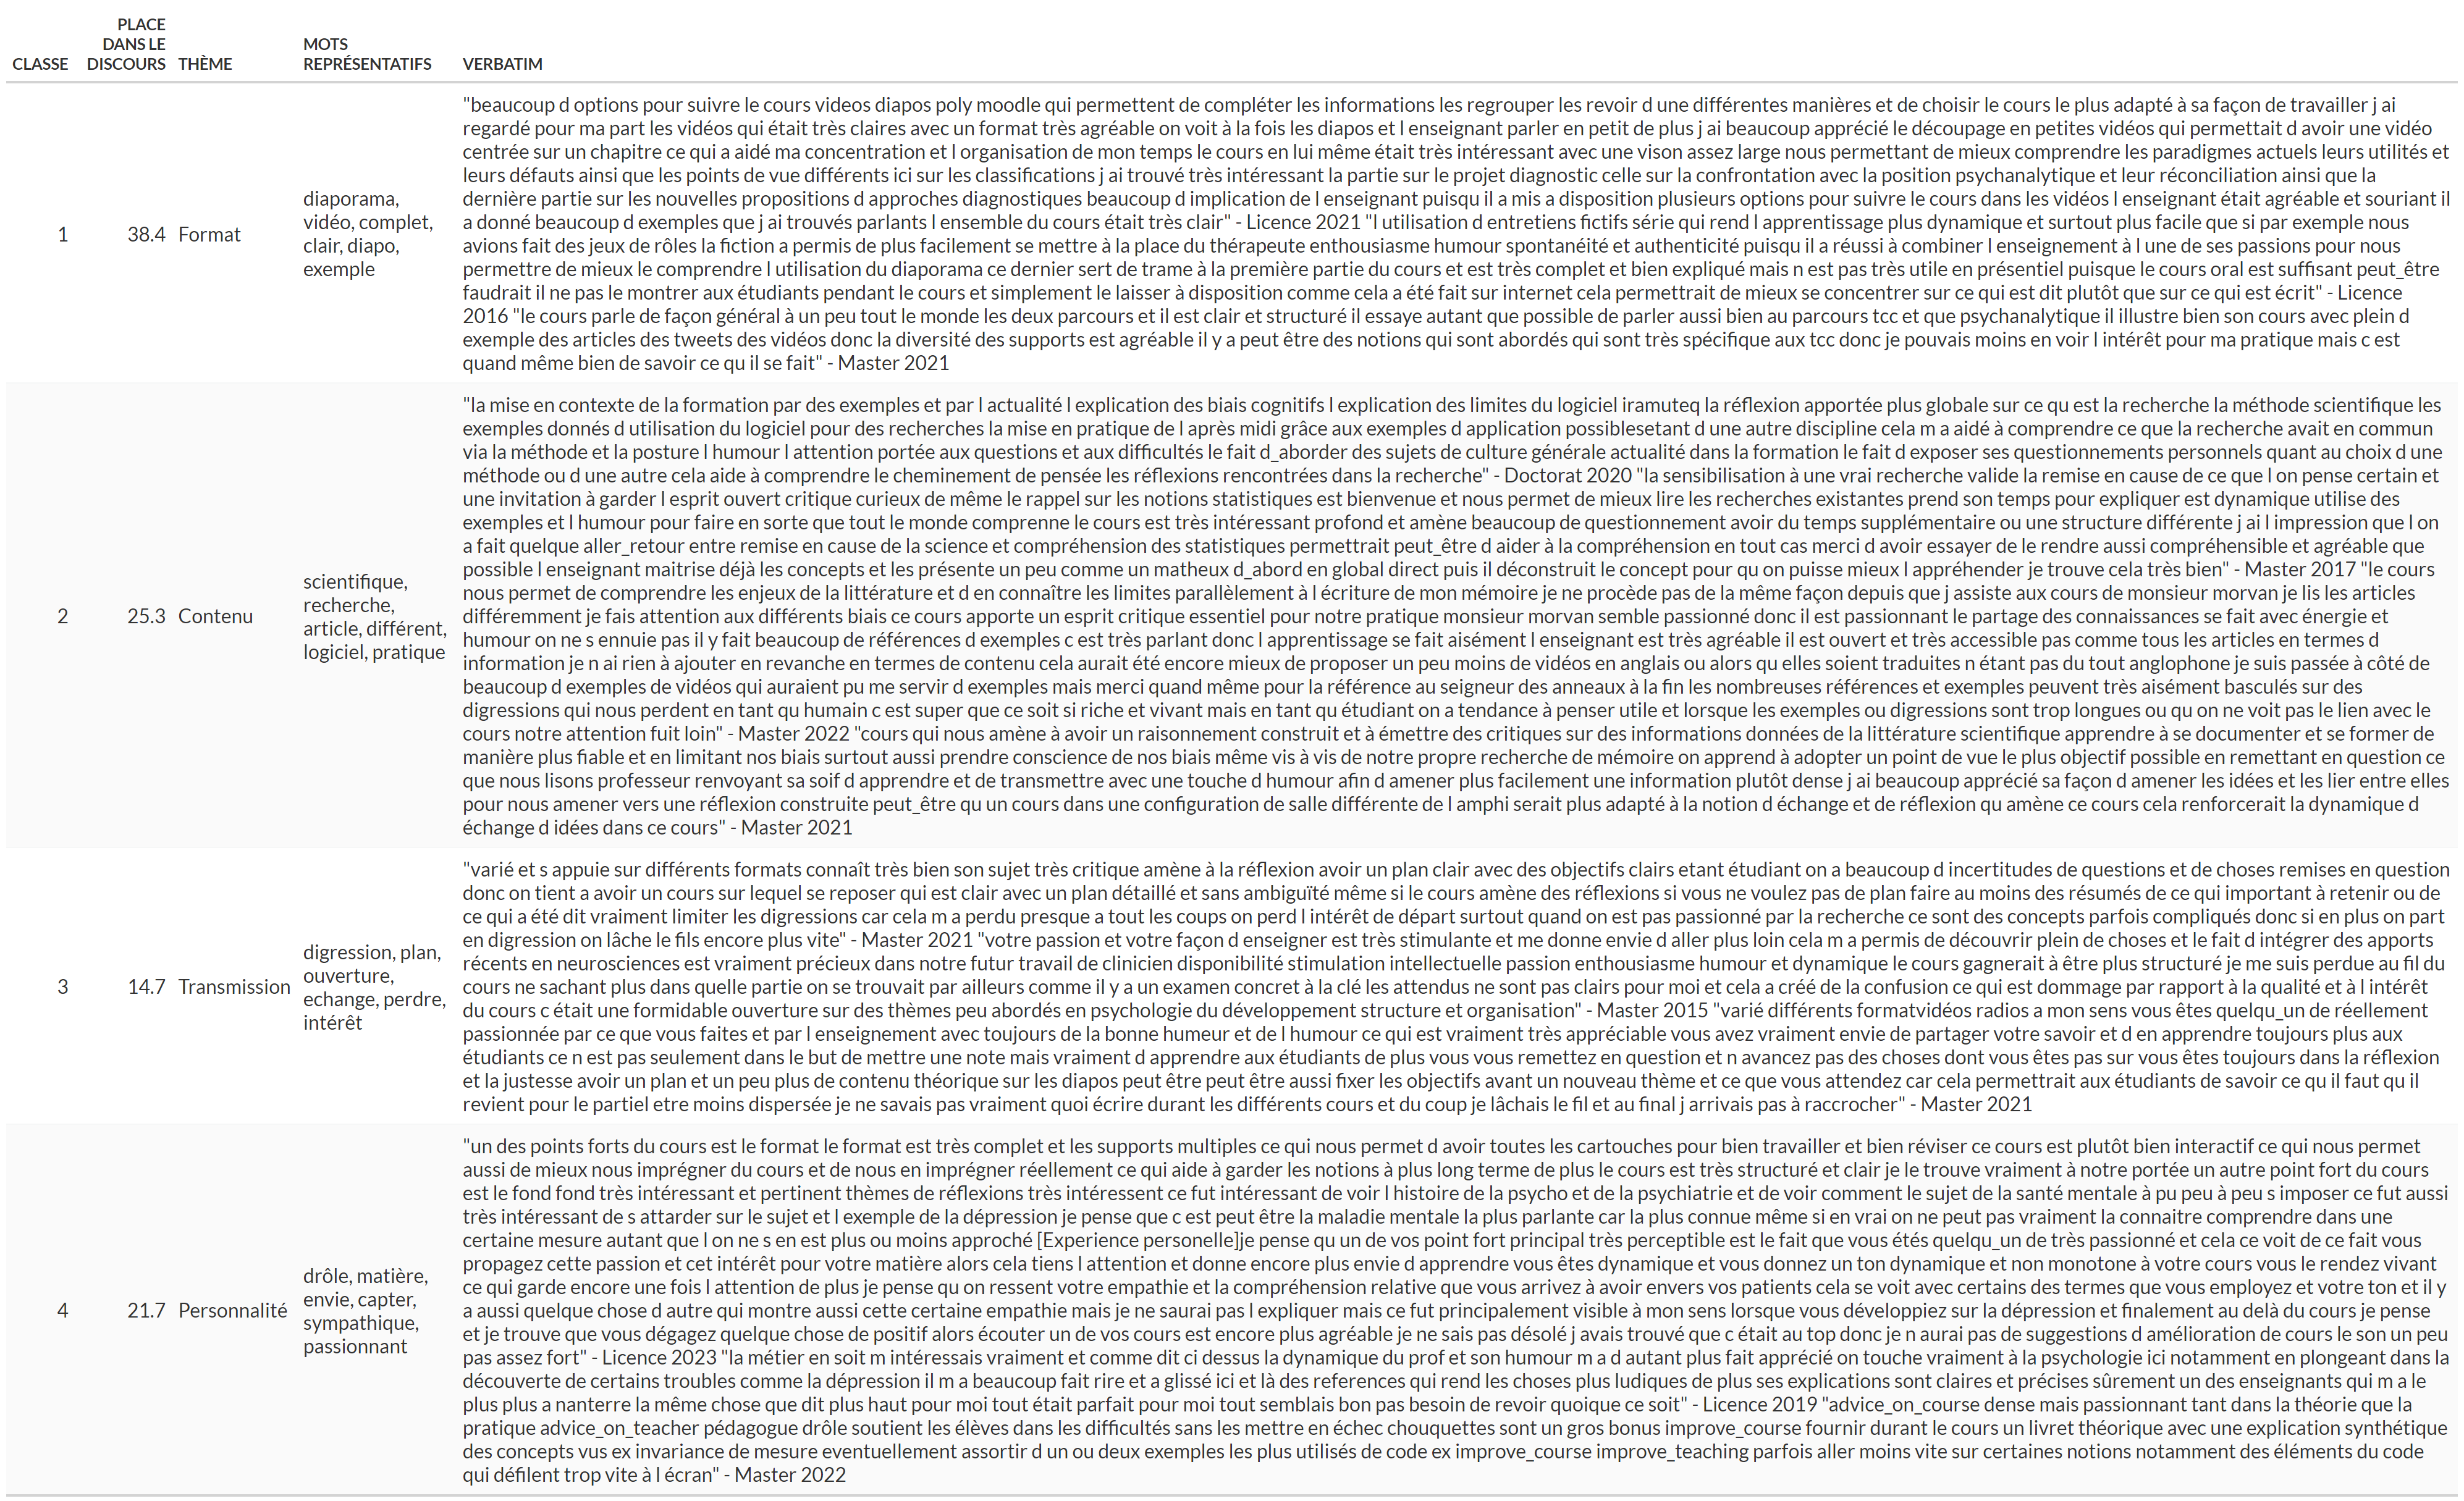 CLASSE PLACE DANS LE DISCOURS THÈME MOTS REPRÉSENTATIFS VERBATIM
1 38.4 Format
diaporama,
vidéo, complet,
clair, diapo,
exemple
"beaucoup d options pour suivre le cours videos diapos poly moodle qui permettent de compléter les informations les regrouper les revoir d une différentes manières et de choisir le cours le plus adapté à sa façon de travailler j ai
regardé pour ma part les vidéos qui était très claires avec un format très agréable on voit à la fois les diapos et l enseignant parler en petit de plus j ai beaucoup apprécié le découpage en petites vidéos qui permettait d avoir une vidéo
centrée sur un chapitre ce qui a aidé ma concentration et l organisation de mon temps le cours en lui même était très intéressant avec une vison assez large nous permettant de mieux comprendre les paradigmes actuels leurs utilités et
leurs défauts ainsi que les points de vue différents ici sur les classifications j ai trouvé très intéressant la partie sur le projet diagnostic celle sur la confrontation avec la position psychanalytique et leur réconciliation ainsi que la
dernière partie sur les nouvelles propositions d approches diagnostiques beaucoup d implication de l enseignant puisqu il a mis a disposition plusieurs options pour suivre le cours dans les vidéos l enseignant était agréable et souriant il
a donné beaucoup d exemples que j ai trouvés parlants l ensemble du cours était très clair" - Licence 2021 "l utilisation d entretiens fictifs série qui rend l apprentissage plus dynamique et surtout plus facile que si par exemple nous
avions fait des jeux de rôles la fiction a permis de plus facilement se mettre à la place du thérapeute enthousiasme humour spontanéité et authenticité puisqu il a réussi à combiner l enseignement à l une de ses passions pour nous
permettre de mieux le comprendre l utilisation du diaporama ce dernier sert de trame à la première partie du cours et est très complet et bien expliqué mais n est pas très utile en présentiel puisque le cours oral est suffisant peut_être
faudrait il ne pas le montrer aux étudiants pendant le cours et simplement le laisser à disposition comme cela a été fait sur internet cela permettrait de mieux se concentrer sur ce qui est dit plutôt que sur ce qui est écrit" - Licence
2016 "le cours parle de façon général à un peu tout le monde les deux parcours et il est clair et structuré il essaye autant que possible de parler aussi bien au parcours tcc et que psychanalytique il illustre bien son cours avec plein d
exemple des articles des tweets des vidéos donc la diversité des supports est agréable il y a peut être des notions qui sont abordés qui sont très spécifique aux tcc donc je pouvais moins en voir l intérêt pour ma pratique mais c est
quand même bien de savoir ce qu il se fait" - Master 2021
2 25.3 Contenu
scientifique,
recherche,
article, différent,
logiciel, pratique
"la mise en contexte de la formation par des exemples et par l actualité l explication des biais cognitifs l explication des limites du logiciel iramuteq la réflexion apportée plus globale sur ce qu est la recherche la méthode scientifique les
exemples donnés d utilisation du logiciel pour des recherches la mise en pratique de l après midi grâce aux exemples d application possiblesetant d une autre discipline cela m a aidé à comprendre ce que la recherche avait en commun
via la méthode et la posture l humour l attention portée aux questions et aux difficultés le fait d_aborder des sujets de culture générale actualité dans la formation le fait d exposer ses questionnements personnels quant au choix d une
méthode ou d une autre cela aide à comprendre le cheminement de pensée les réflexions rencontrées dans la recherche" - Doctorat 2020 "la sensibilisation à une vrai recherche valide la remise en cause de ce que l on pense certain et
une invitation à garder l esprit ouvert critique curieux de même le rappel sur les notions statistiques est bienvenue et nous permet de mieux lire les recherches existantes prend son temps pour expliquer est dynamique utilise des
exemples et l humour pour faire en sorte que tout le monde comprenne le cours est très intéressant profond et amène beaucoup de questionnement avoir du temps supplémentaire ou une structure différente j ai l impression que l on
a fait quelque aller_retour entre remise en cause de la science et compréhension des statistiques permettrait peut_être d aider à la compréhension en tout cas merci d avoir essayer de le rendre aussi compréhensible et agréable que
possible l enseignant maitrise déjà les concepts et les présente un peu comme un matheux d_abord en global direct puis il déconstruit le concept pour qu on puisse mieux l appréhender je trouve cela très bien" - Master 2017 "le cours
nous permet de comprendre les enjeux de la littérature et d en connaître les limites parallèlement à l écriture de mon mémoire je ne procède pas de la même façon depuis que j assiste aux cours de monsieur morvan je lis les articles
différemment je fais attention aux différents biais ce cours apporte un esprit critique essentiel pour notre pratique monsieur morvan semble passionné donc il est passionnant le partage des connaissances se fait avec énergie et
humour on ne s ennuie pas il y fait beaucoup de références d exemples c est très parlant donc l apprentissage se fait aisément l enseignant est très agréable il est ouvert et très accessible pas comme tous les articles en termes d
information je n ai rien à ajouter en revanche en termes de contenu cela aurait été encore mieux de proposer un peu moins de vidéos en anglais ou alors qu elles soient traduites n étant pas du tout anglophone je suis passée à côté de
beaucoup d exemples de vidéos qui auraient pu me servir d exemples mais merci quand même pour la référence au seigneur des anneaux à la fin les nombreuses références et exemples peuvent très aisément basculés sur des
digressions qui nous perdent en tant qu humain c est super que ce soit si riche et vivant mais en tant qu étudiant on a tendance à penser utile et lorsque les exemples ou digressions sont trop longues ou qu on ne voit pas le lien avec le
cours notre attention fuit loin" - Master 2022 "cours qui nous amène à avoir un raisonnement construit et à émettre des critiques sur des informations données de la littérature scientifique apprendre à se documenter et se former de
manière plus fiable et en limitant nos biais surtout aussi prendre conscience de nos biais même vis à vis de notre propre recherche de mémoire on apprend à adopter un point de vue le plus objectif possible en remettant en question ce
que nous lisons professeur renvoyant sa soif d apprendre et de transmettre avec une touche d humour afin d amener plus facilement une information plutôt dense j ai beaucoup apprécié sa façon d amener les idées et les lier entre elles
pour nous amener vers une réflexion construite peut_être qu un cours dans une configuration de salle différente de l amphi serait plus adapté à la notion d échange et de réflexion qu amène ce cours cela renforcerait la dynamique d
échange d idées dans ce cours" - Master 2021
3 14.7 Transmission
digression, plan,
ouverture,
echange, perdre,
intérêt
"varié et s appuie sur différents formats connaît très bien son sujet très critique amène à la réflexion avoir un plan clair avec des objectifs clairs etant étudiant on a beaucoup d incertitudes de questions et de choses remises en question
donc on tient a avoir un cours sur lequel se reposer qui est clair avec un plan détaillé et sans ambiguïté même si le cours amène des réflexions si vous ne voulez pas de plan faire au moins des résumés de ce qui important à retenir ou de
ce qui a été dit vraiment limiter les digressions car cela m a perdu presque a tout les coups on perd l intérêt de départ surtout quand on est pas passionné par la recherche ce sont des concepts parfois compliqués donc si en plus on part
en digression on lâche le fils encore plus vite" - Master 2021 "votre passion et votre façon d enseigner est très stimulante et me donne envie d aller plus loin cela m a permis de découvrir plein de choses et le fait d intégrer des apports
récents en neurosciences est vraiment précieux dans notre futur travail de clinicien disponibilité stimulation intellectuelle passion enthousiasme humour et dynamique le cours gagnerait à être plus structuré je me suis perdue au fil du
cours ne sachant plus dans quelle partie on se trouvait par ailleurs comme il y a un examen concret à la clé les attendus ne sont pas clairs pour moi et cela a créé de la confusion ce qui est dommage par rapport à la qualité et à l intérêt
du cours c était une formidable ouverture sur des thèmes peu abordés en psychologie du développement structure et organisation" - Master 2015 "varié différents formatvidéos radios a mon sens vous êtes quelqu_un de réellement
passionnée par ce que vous faites et par l enseignement avec toujours de la bonne humeur et de l humour ce qui est vraiment très appréciable vous avez vraiment envie de partager votre savoir et d en apprendre toujours plus aux
étudiants ce n est pas seulement dans le but de mettre une note mais vraiment d apprendre aux étudiants de plus vous vous remettez en question et n avancez pas des choses dont vous êtes pas sur vous êtes toujours dans la réflexion
et la justesse avoir un plan et un peu plus de contenu théorique sur les diapos peut être peut être aussi fixer les objectifs avant un nouveau thème et ce que vous attendez car cela permettrait aux étudiants de savoir ce qu il faut qu il
revient pour le partiel etre moins dispersée je ne savais pas vraiment quoi écrire durant les différents cours et du coup je lâchais le fil et au final j arrivais pas à raccrocher" - Master 2021
4 21.7 Personnalité
drôle, matière,
envie, capter,
sympathique,
passionnant
"un des points forts du cours est le format le format est très complet et les supports multiples ce qui nous permet d avoir toutes les cartouches pour bien travailler et bien réviser ce cours est plutôt bien interactif ce qui nous permet
aussi de mieux nous imprégner du cours et de nous en imprégner réellement ce qui aide à garder les notions à plus long terme de plus le cours est très structuré et clair je le trouve vraiment à notre portée un autre point fort du cours
est le fond fond très intéressant et pertinent thèmes de réflexions très intéressent ce fut intéressant de voir l histoire de la psycho et de la psychiatrie et de voir comment le sujet de la santé mentale à pu peu à peu s imposer ce fut aussi
très intéressant de s attarder sur le sujet et l exemple de la dépression je pense que c est peut être la maladie mentale la plus parlante car la plus connue même si en vrai on ne peut pas vraiment la connaitre comprendre dans une
certaine mesure autant que l on ne s en est plus ou moins approché [Experience personelle]je pense qu un de vos point fort principal très perceptible est le fait que vous étés quelqu_un de très passionné et cela ce voit de ce fait vous
propagez cette passion et cet intérêt pour votre matière alors cela tiens l attention et donne encore plus envie d apprendre vous êtes dynamique et vous donnez un ton dynamique et non monotone à votre cours vous le rendez vivant
ce qui garde encore une fois l attention de plus je pense qu on ressent votre empathie et la compréhension relative que vous arrivez à avoir envers vos patients cela se voit avec certains des termes que vous employez et votre ton et il y
a aussi quelque chose d autre qui montre aussi cette certaine empathie mais je ne saurai pas l expliquer mais ce fut principalement visible à mon sens lorsque vous développiez sur la dépression et finalement au delà du cours je pense
et je trouve que vous dégagez quelque chose de positif alors écouter un de vos cours est encore plus agréable je ne sais pas désolé j avais trouvé que c était au top donc je n aurai pas de suggestions d amélioration de cours le son un peu
pas assez fort" - Licence 2023 "la métier en soit m intéressais vraiment et comme dit ci dessus la dynamique du prof et son humour m a d autant plus fait apprécié on touche vraiment à la psychologie ici notamment en plongeant dans la
découverte de certains troubles comme la dépression il m a beaucoup fait rire et a glissé ici et là des references qui rend les choses plus ludiques de plus ses explications sont claires et précises sûrement un des enseignants qui m a le
plus plus a nanterre la même chose que dit plus haut pour moi tout était parfait pour moi tout semblais bon pas besoin de revoir quoique ce soit" - Licence 2019 "advice_on_course dense mais passionnant tant dans la théorie que la
pratique advice_on_teacher pédagogue drôle soutient les élèves dans les difficultés sans les mettre en échec chouquettes sont un gros bonus improve_course fournir durant le cours un livret théorique avec une explication synthétique
des concepts vus ex invariance de mesure eventuellement assortir d un ou deux exemples les plus utilisés de code ex improve_course improve_teaching parfois aller moins vite sur certaines notions notamment des éléments du code
qui défilent trop vite à l écran" - Master 2022